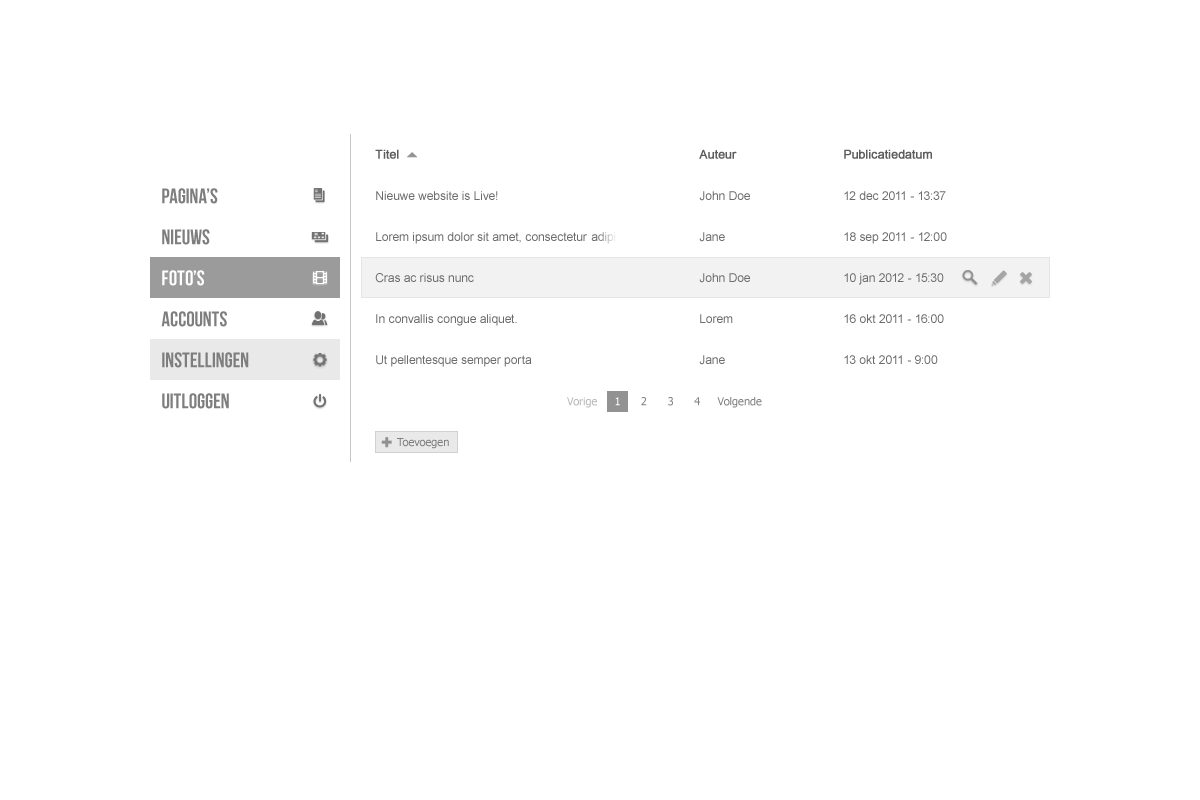 Titel Auteur Publicatiedatum
PAGINA'S Nieuwe website is Live! John Doe 12 dec 2011 - 13:37
NIEUWS Lorem ipsum dolor sit amet, consectetur adip Jane 18 sep 2011 - 12:00
FOTO'S Cras ac risus nunc John Doe 10 jan 2012 - 15:30
ACCOUNTS In convallis congue aliquet. Lorem 16 okt 2011 - 16:00
INSTELLINGEN Ut pellentesque semper porta Jane 13 okt 2011 - 9:00
UITLOGGEN Vorige 1 2 3 4 Volgende
Toevoegen